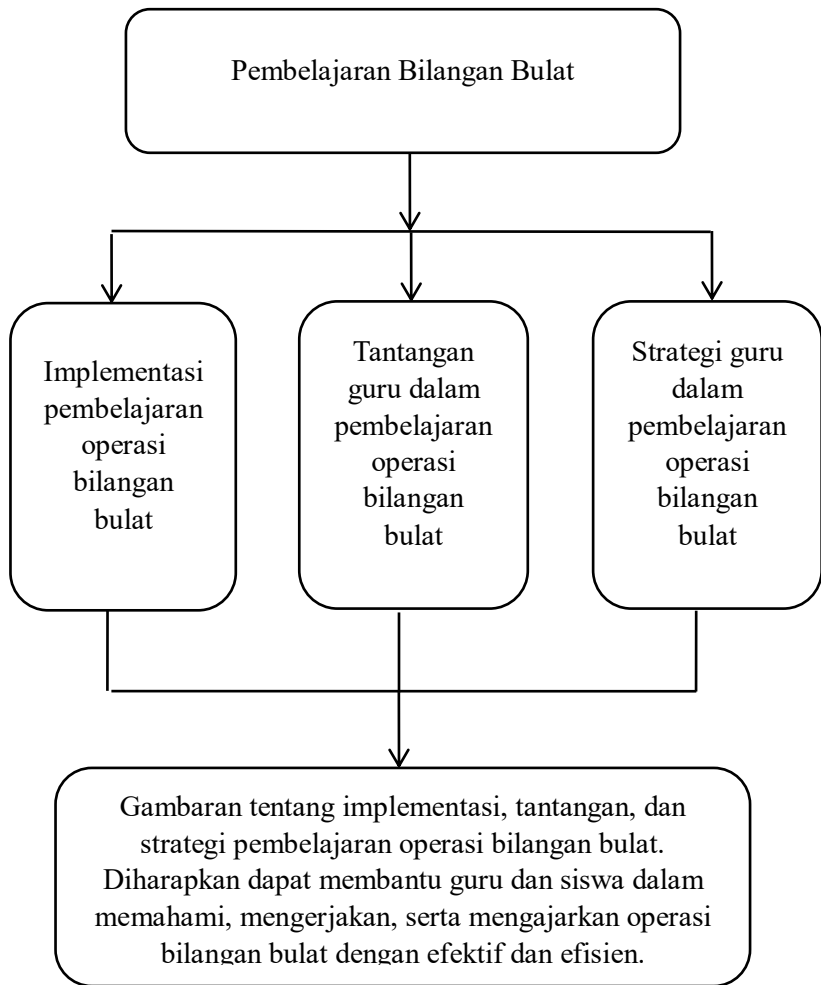 Pembelajaran Bilangan Bulat
Implementasi
pembelajaran
operasi
bilangan
bulat
Tantangan
guru dalam
pembelajaran
operasi
bilangan
bulat
Strategi guru
dalam
pembelajaran
operasi
bilangan
bulat
Gambaran tentang implementasi, tantangan, dan
strategi pembelajaran operasi bilangan bulat.
Diharapkan dapat membantu guru dan siswa dalam
memahami, mengerjakan, serta mengajarkan operasi
bilangan bulat dengan efektif dan efisien.